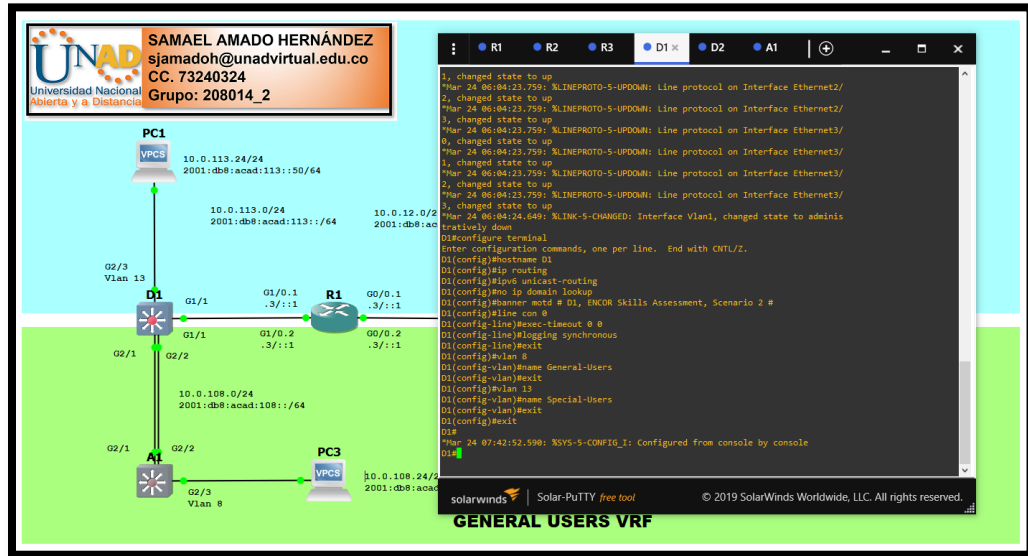 UNAD
Universidad Nacional
Abierta y a Distancia
SAMAEL AMADO HERNÁNDEZ
sjamadoh@unadvirtual.edu.co
CC. 73240324
Grupo: 208014_2
PC1
VPCS
10.0.113.24/24
2001:db8:acad:113::50/64
10.0.113.0/24
2001:db8:acad:113::/64
10.0.12.0/2
2001:db8:ac
G2/3
Vlan 13
D1
G1/1
G1/0.1
.3/::1
R1
G0/0.1
.3/::1
G1/1
G1/0.2
.3/::1
G0/0.2
.3/::1
G2/1
G2/2
10.0.108.0/24
2001:db8:acad:108::/64
G2/1
G2/2
A1
G2/3
Vlan 8
PC3
VPCS
10.0.108.24/2
2001:db8:acad
GENERAL USERS VRF
R1
R2
R3
D1 ×
D2
A1
1, changed state to up
*Mar 24 06:04:23.759: %LINEPROTO-5-UPDOWN: Line protocol on Interface Ethernet2/
2, changed state to up
*Mar 24 06:04:23.759: %LINEPROTO-5-UPDOWN: Line protocol on Interface Ethernet2/
3, changed state to up
*Mar 24 06:04:23.759: %LINEPROTO-5-UPDOWN: Line protocol on Interface Ethernet3/
0, changed state to up
*Mar 24 06:04:23.759: %LINEPROTO-5-UPDOWN: Line protocol on Interface Ethernet3/
1, changed state to up
*Mar 24 06:04:23.759: %LINEPROTO-5-UPDOWN: Line protocol on Interface Ethernet3/
2, changed state to up
*Mar 24 06:04:23.759: %LINEPROTO-5-UPDOWN: Line protocol on Interface Ethernet3/
3, changed state to up
*Mar 24 06:04:24.649: %LINK-5-CHANGED: Interface Vlan1, changed state to adminis
tratively down
D1#configure terminal
Enter configuration commands, one per line.  End with CNTL/Z.
D1(config)#hostname D1
D1(config)#ip routing
D1(config)#ipv6 unicast-routing
D1(config)#no ip domain lookup
D1(config)#banner motd # D1, ENCOR Skills Assessment, Scenario 2 #
D1(config)#line con 0
D1(config-line)#exec-timeout 0 0
D1(config-line)#logging synchronous
D1(config-line)#exit
D1(config)#vlan 8
D1(config-vlan)#name General-Users
D1(config-vlan)#exit
D1(config)#vlan 13
D1(config-vlan)#name Special-Users
D1(config-vlan)#exit
D1(config)#exit
D1#
*Mar 24 07:42:52.590: %SYS-5-CONFIG_I: Configured from console by console
D1#
solarwinds
Solar-PuTTY free tool
© 2019 SolarWinds Worldwide, LLC. All rights reserved.